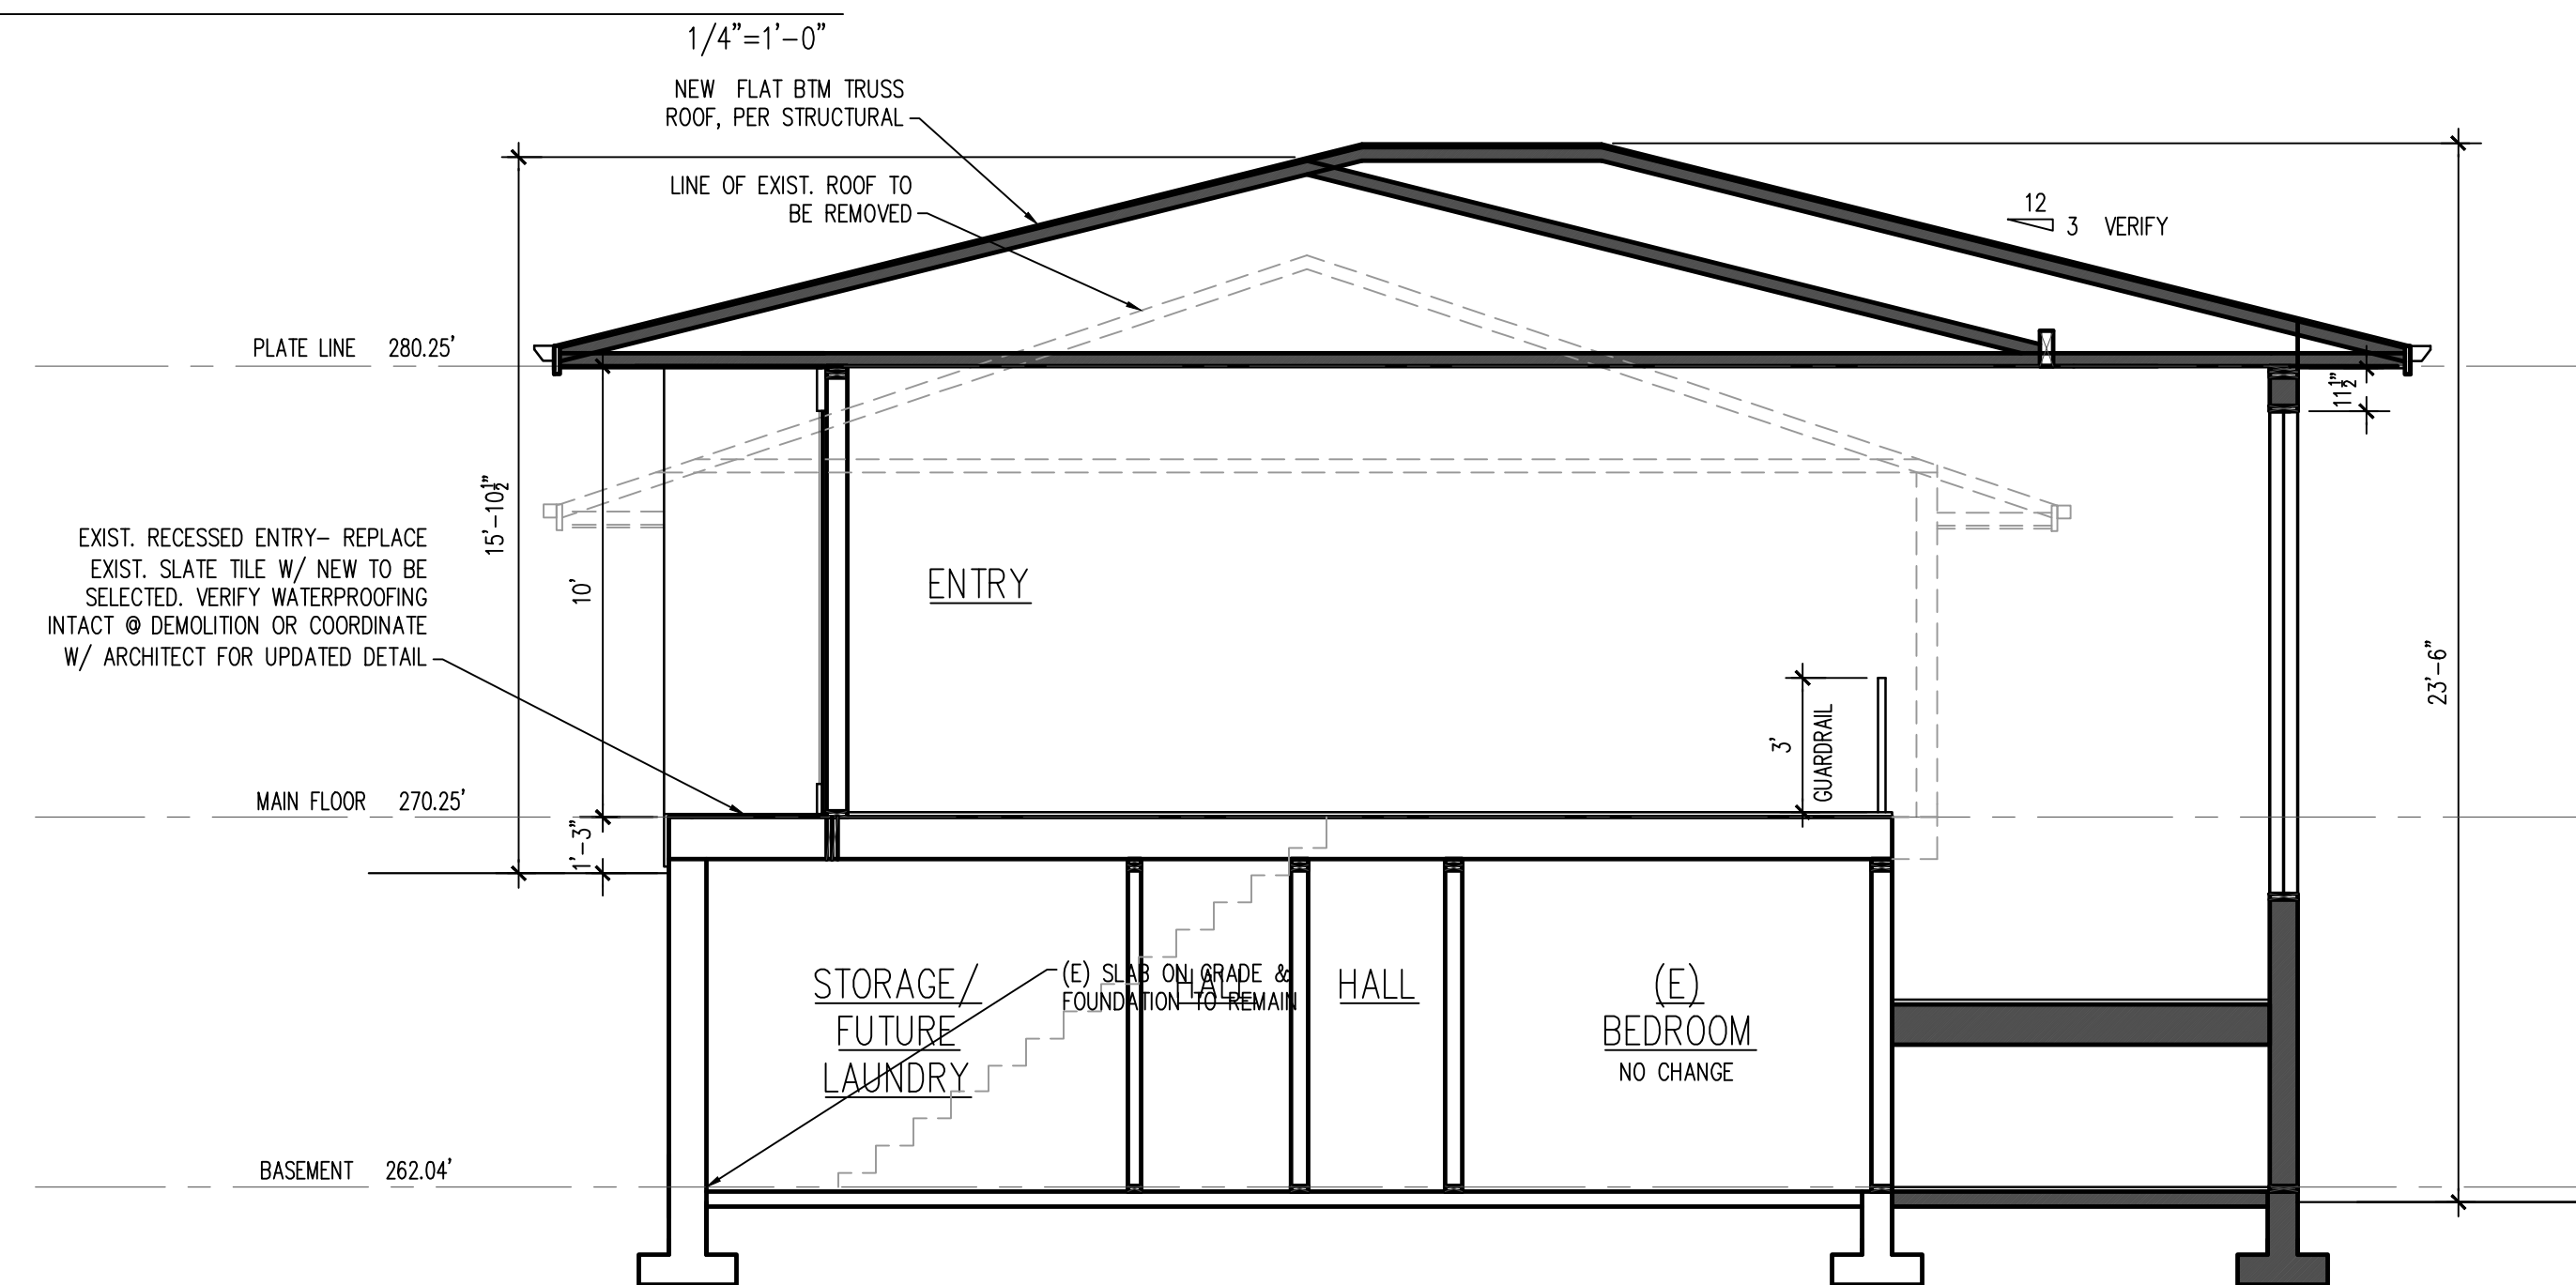 1/4"=1'-0"
NEW FLAT BTM TRUSS
ROOF, PER STRUCTURAL
LINE OF EXIST. ROOF TO
BE REMOVED
12
3 VERIFY
PLATE LINE 280.25'
11 1/2"
15'-10 1/2"
10'
EXIST. RECESSED ENTRY- REPLACE
EXIST. SLATE TILE W/ NEW TO BE
SELECTED. VERIFY WATERPROOFING
INTACT @ DEMOLITION OR COORDINATE
W/ ARCHITECT FOR UPDATED DETAIL
ENTRY
23'-6"
3'
GUARDRAIL
MAIN FLOOR 270.25'
1'-3"
STORAGE/
FUTURE
LAUNDRY
(E) SLAB ON GRADE &
FOUNDATION TO REMAIN
HALL
HALL
(E)
BEDROOM
NO CHANGE
BASEMENT 262.04'